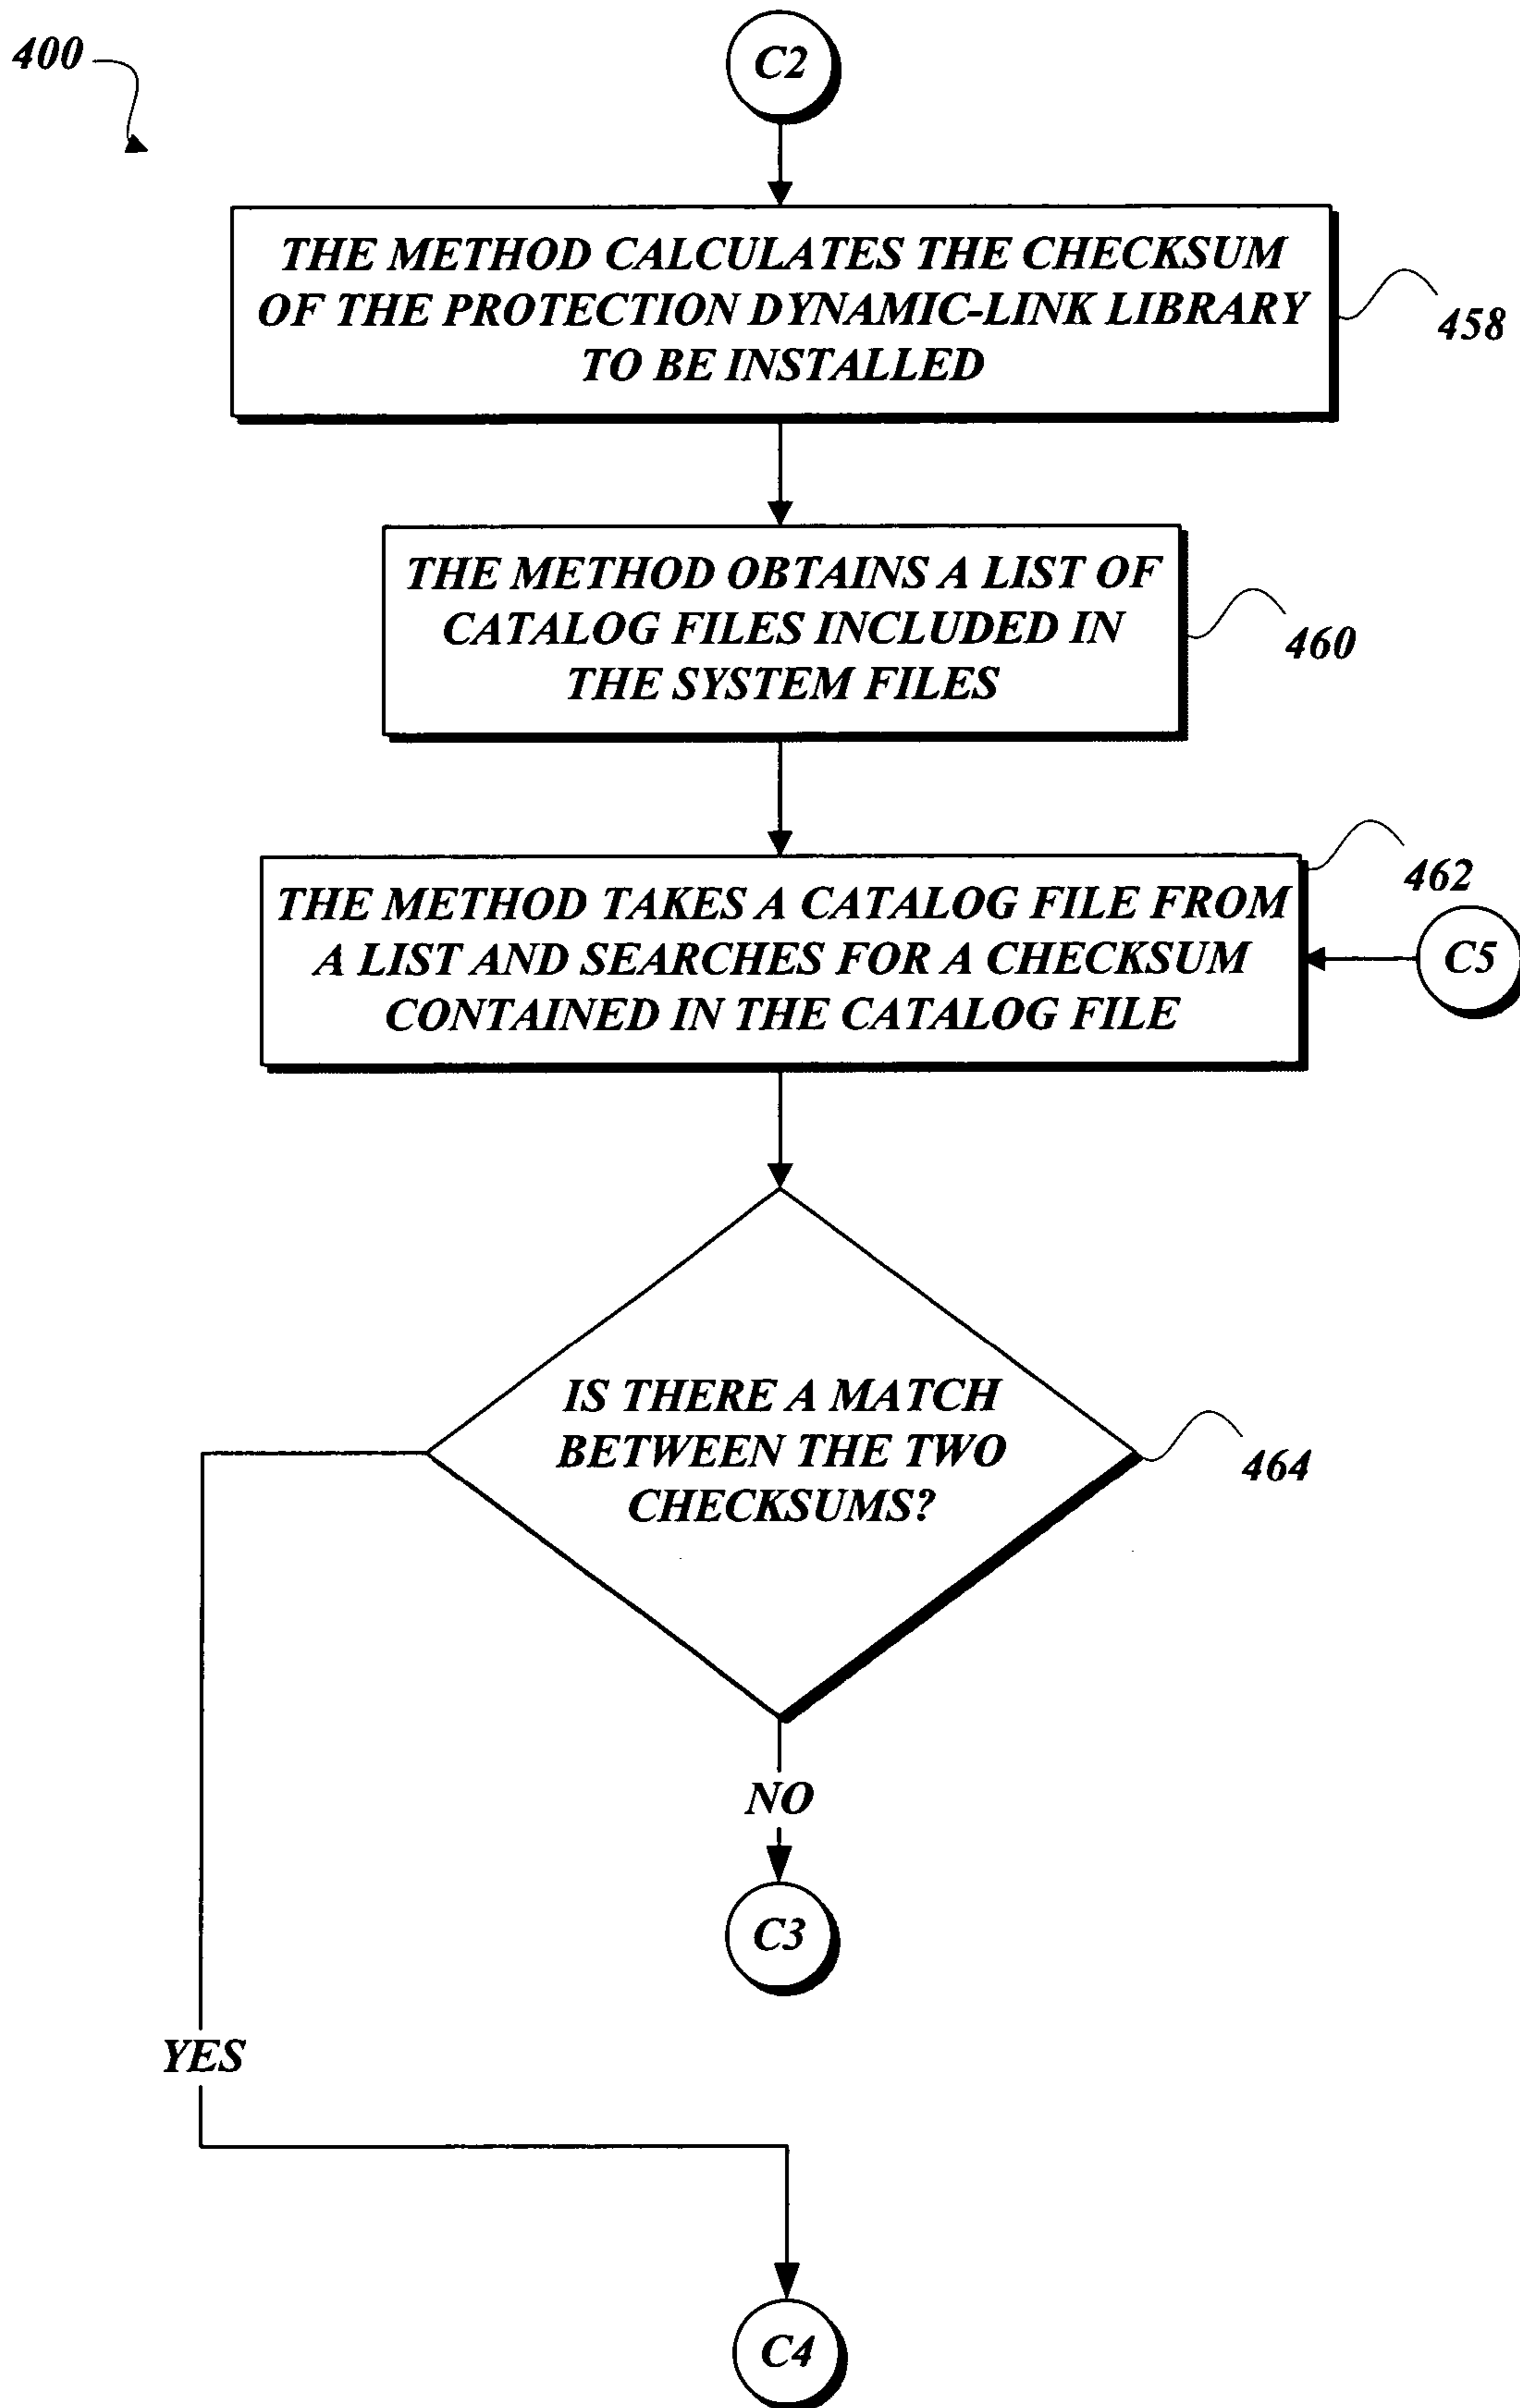 400
C2
THE METHOD CALCULATES THE CHECKSUM
OF THE PROTECTION DYNAMIC-LINK LIBRARY
TO BE INSTALLED
458
THE METHOD OBTAINS A LIST OF
CATALOG FILES INCLUDED IN
THE SYSTEM FILES
460
THE METHOD TAKES A CATALOG FILE FROM
A LIST AND SEARCHES FOR A CHECKSUM
CONTAINED IN THE CATALOG FILE
462
C5
IS THERE A MATCH
BETWEEN THE TWO
CHECKSUMS?
464
NO
C3
YES
C4